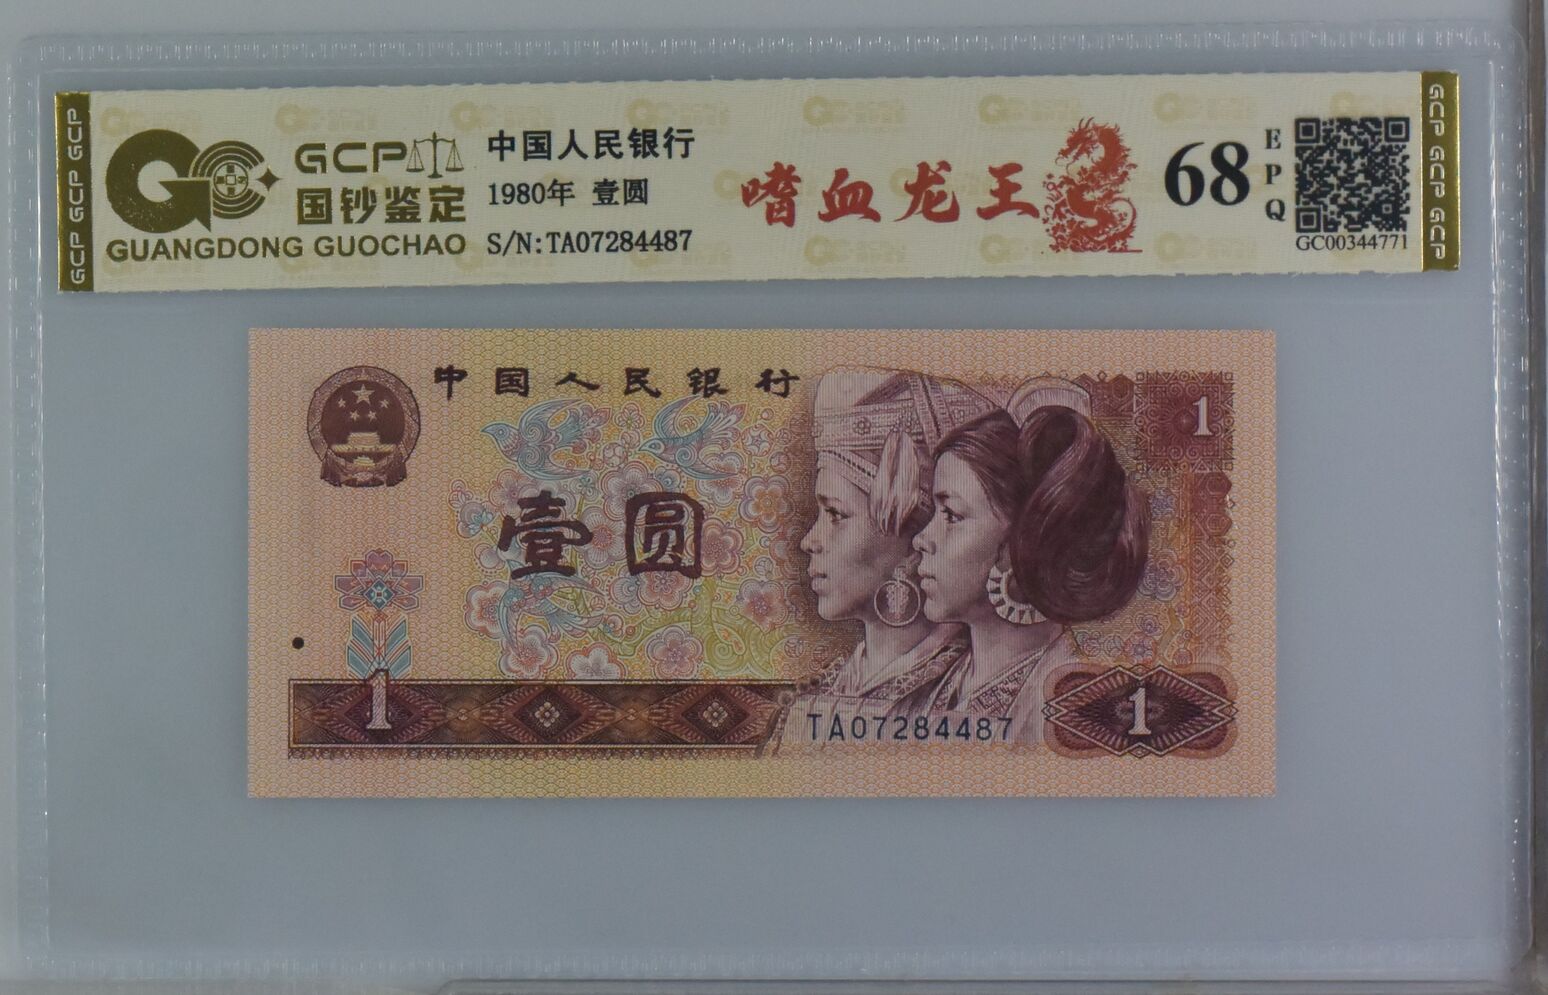 GCP GCP GCP
GCP
国钞鉴定
GUANGDONG GUOCHAO
中国人民银行
1980年 壹圆
S/N:TA07284487
嗜血龙王
68
EPQ
GC00344771
GCP GCP GCP
中国人民银行
1
壹圆
1
TA07284487
1